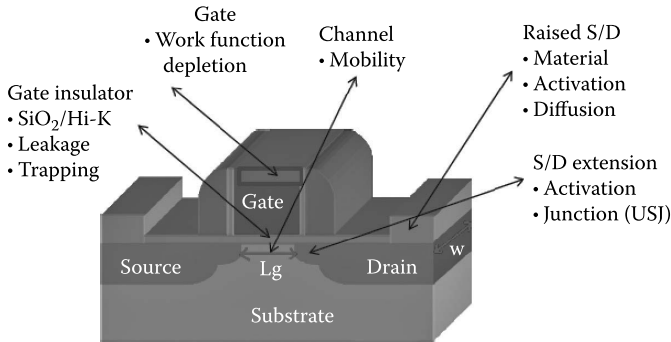 Gate
• Work function
depletion
Channel
• Mobility
Raised S/D
• Material
• Activation
• Diffusion
Gate insulator
• SiO₂/Hi-K
• Leakage
• Trapping
S/D extension
• Activation
• Junction (USJ)
Gate
Source
Lg
Drain
w
Substrate